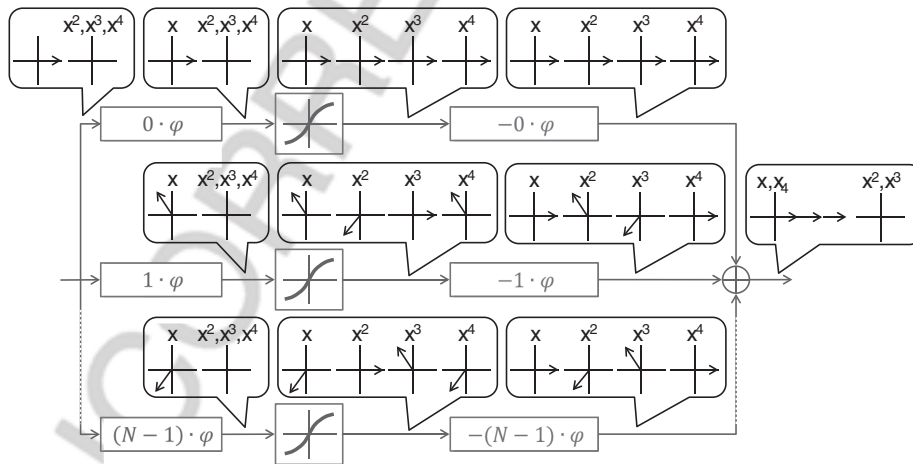 x²,x³,x⁴
x x²,x³,x⁴
x x² x³ x⁴
x x² x³ x⁴
0 · φ
−0 · φ
x x²,x³,x⁴
x x² x³ x⁴
x x² x³ x⁴
x,x₄ x²,x³
1 · φ
−1 · φ
x x²,x³,x⁴
x x² x³ x⁴
x x² x³ x⁴
(N − 1) · φ
−(N − 1) · φ